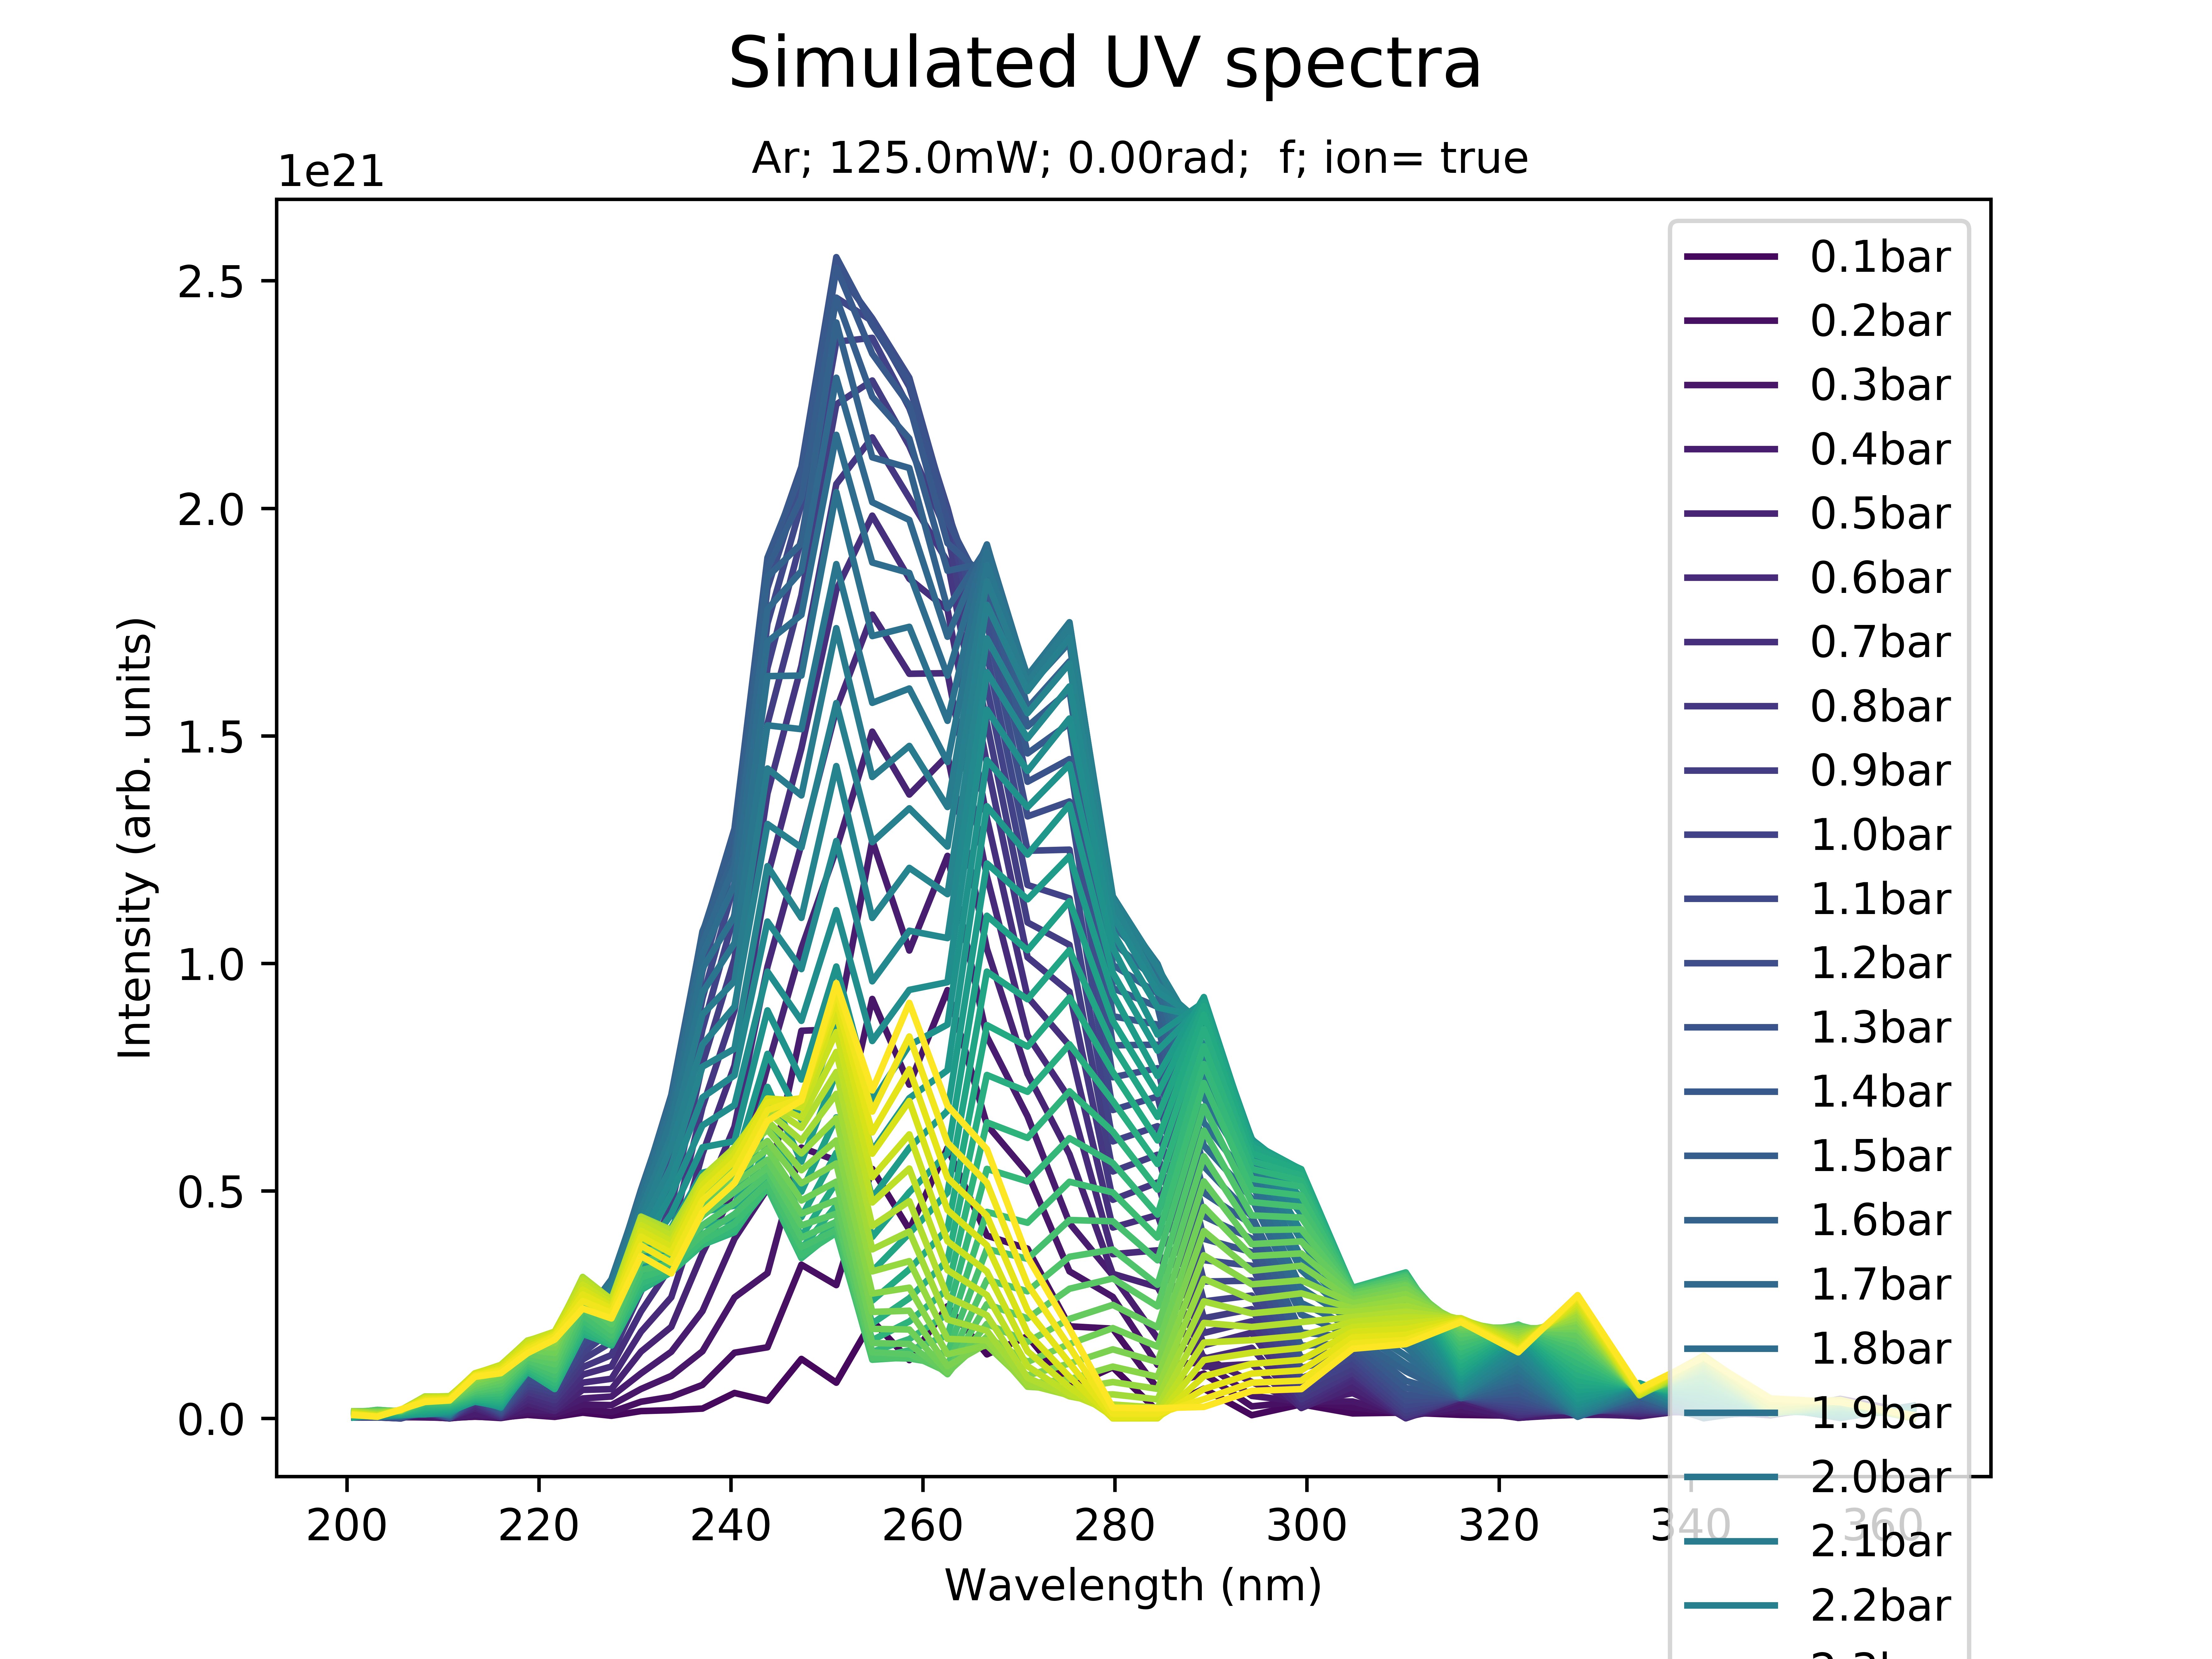 Simulated UV spectra
Ar; 125.0mW; 0.00rad;  f; ion= true
1e21
2.5
2.0
1.5
1.0
0.5
0.0
Intensity (arb. units)
200 220 240 260 280 300 320 340 360
Wavelength (nm)
0.1bar
0.2bar
0.3bar
0.4bar
0.5bar
0.6bar
0.7bar
0.8bar
0.9bar
1.0bar
1.1bar
1.2bar
1.3bar
1.4bar
1.5bar
1.6bar
1.7bar
1.8bar
1.9bar
2.0bar
2.1bar
2.2bar